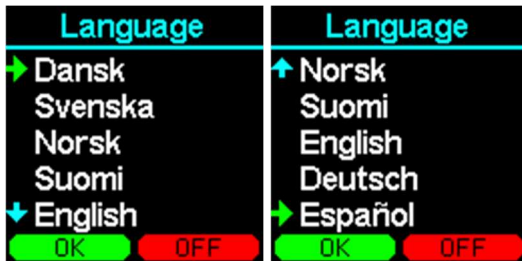 Language
Dansk
Svenska
Norsk
Suomi
English
OK OFF
Language
Norsk
Suomi
English
Deutsch
Español
OK OFF